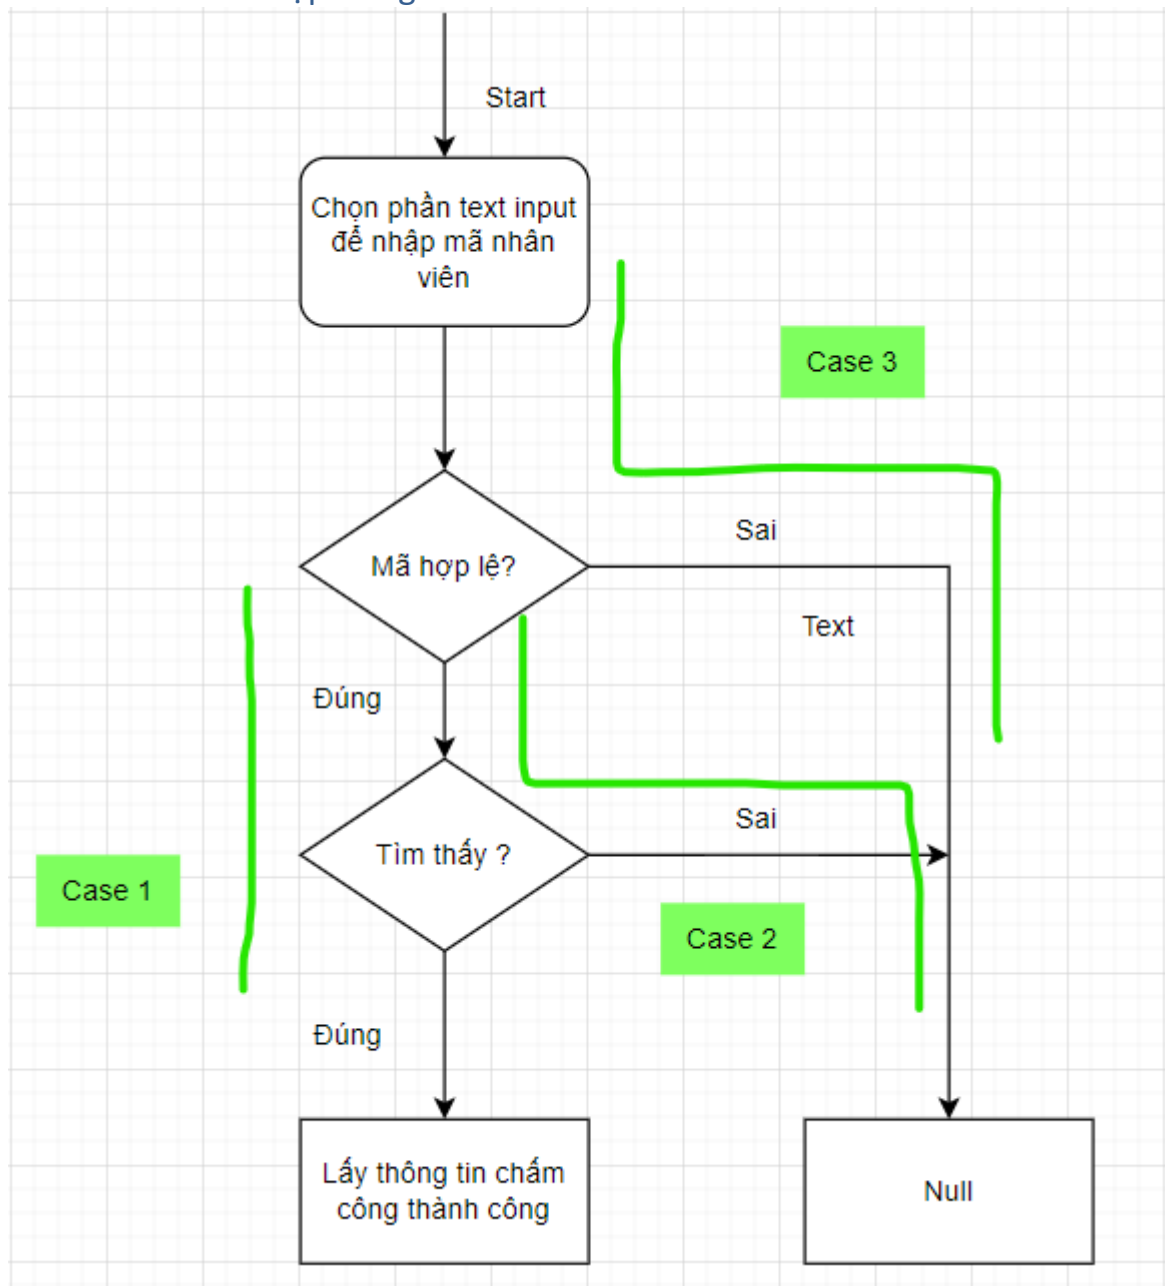 Start
Chọn phần text input
để nhập mã nhân
viên
Case 3
Sai
Mã hợp lệ?
Text
Đúng
Sai
Tìm thấy ?
Case 1
Case 2
Đúng
Lấy thông tin chấm
công thành công
Null